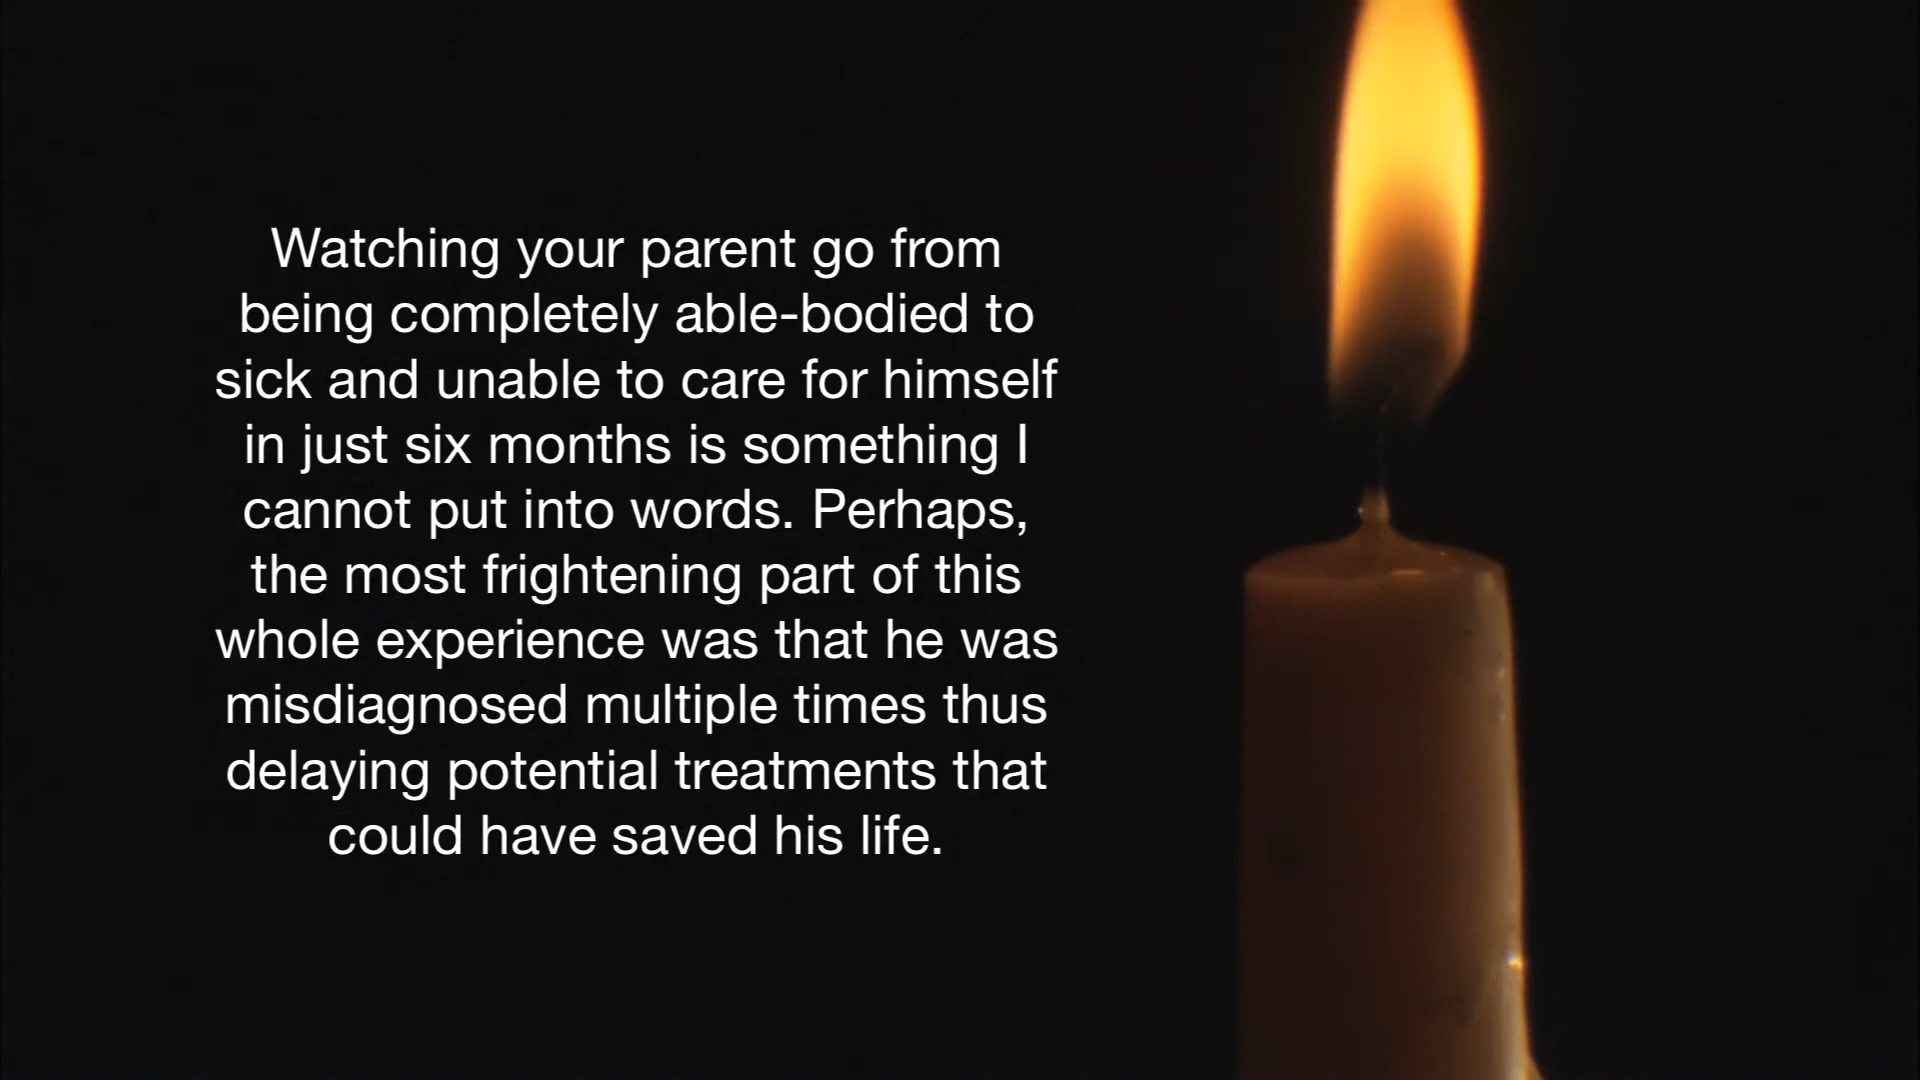 Watching your parent go from
being completely able-bodied to
sick and unable to care for himself
in just six months is something I
cannot put into words. Perhaps,
the most frightening part of this
whole experience was that he was
misdiagnosed multiple times thus
delaying potential treatments that
could have saved his life.